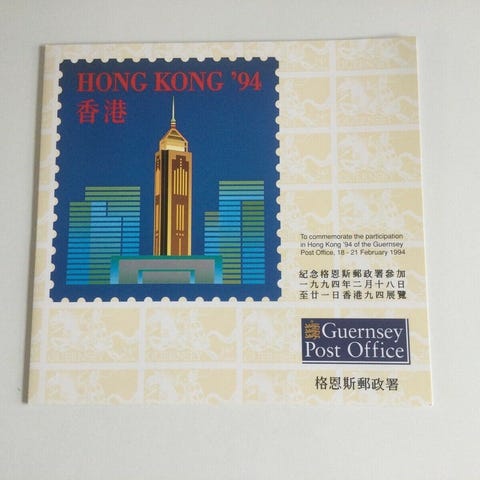 HONG KONG '94
香港
To commemorate the participation
in Hong Kong '94 of the Guernsey
Post Office, 18 - 21 February 1994
紀念格恩斯郵政署參加
一九九四年二月十八日
至廿一日香港九四展覽
Guernsey
Post Office
格恩斯郵政署